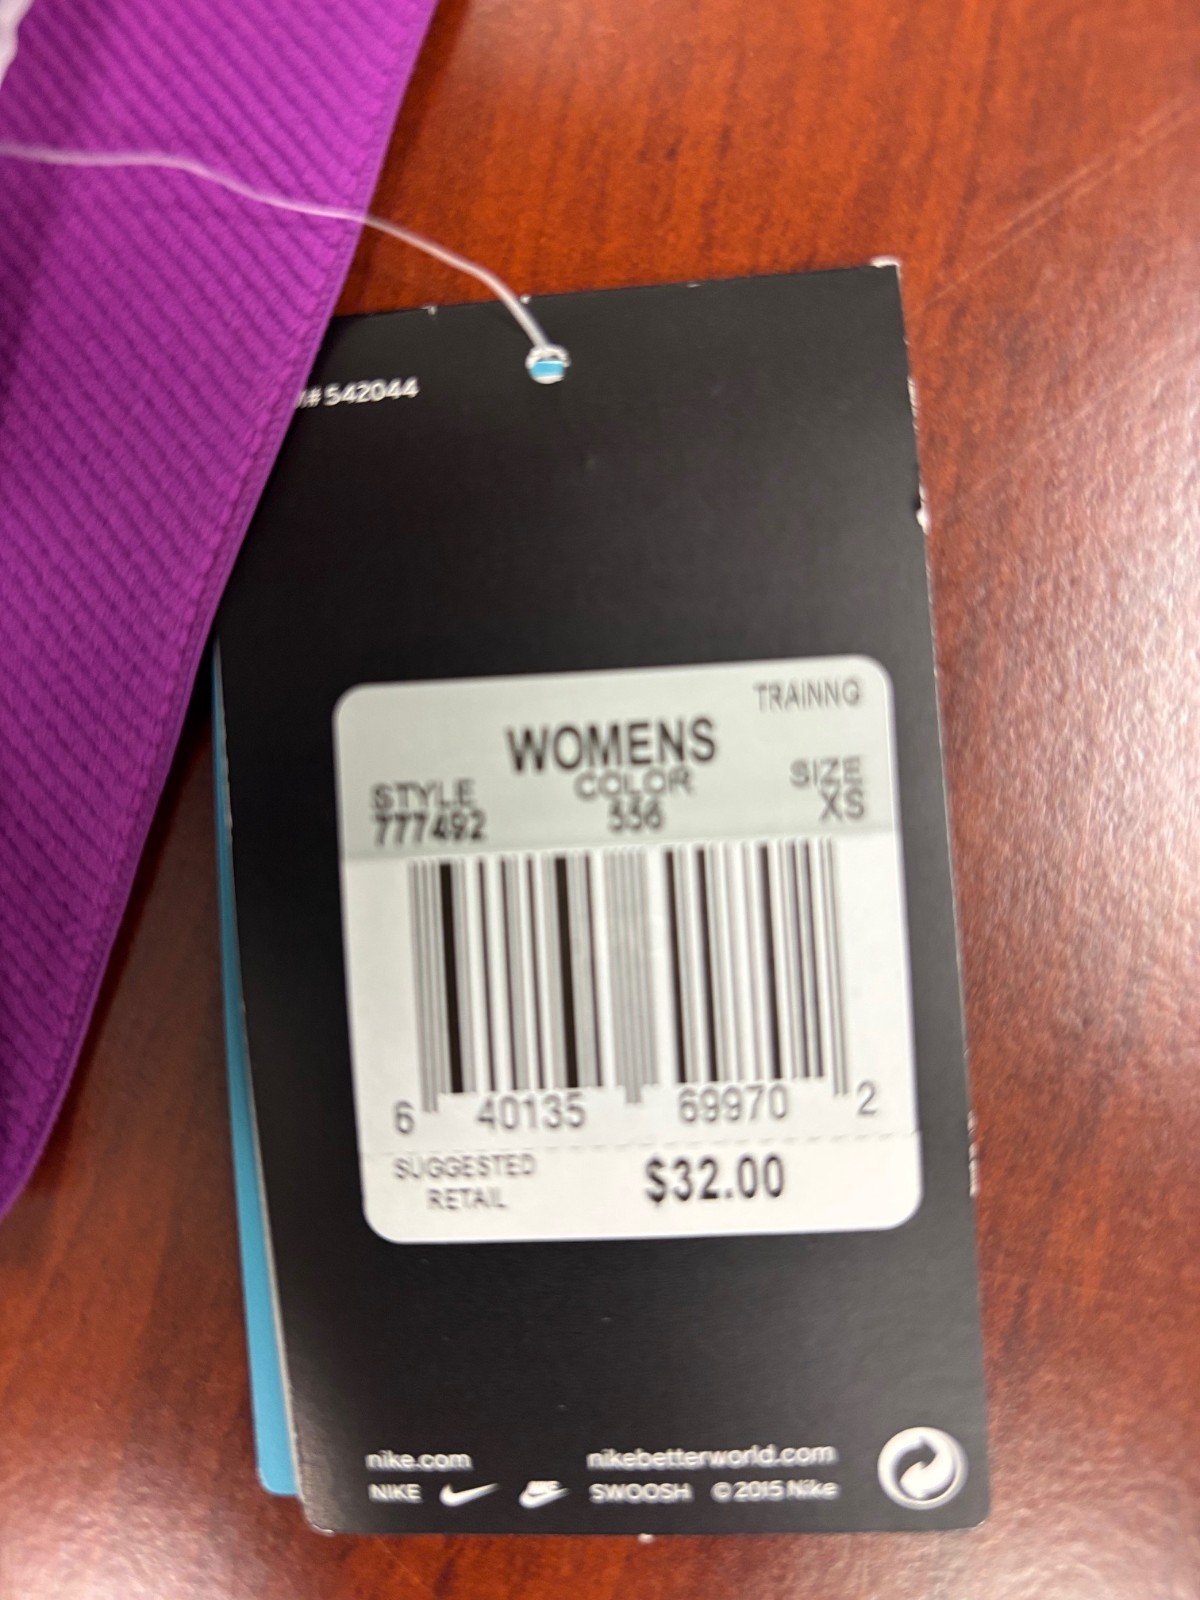 # 542044
TRAINNG
WOMENS
STYLE COLOR SIZE
777492 556 XS
6 40135 69970 2
SUGGESTED
RETAIL
$32.00
nike.com nikebetterworld.com
NIKE SWOOSH © 2015 Nike